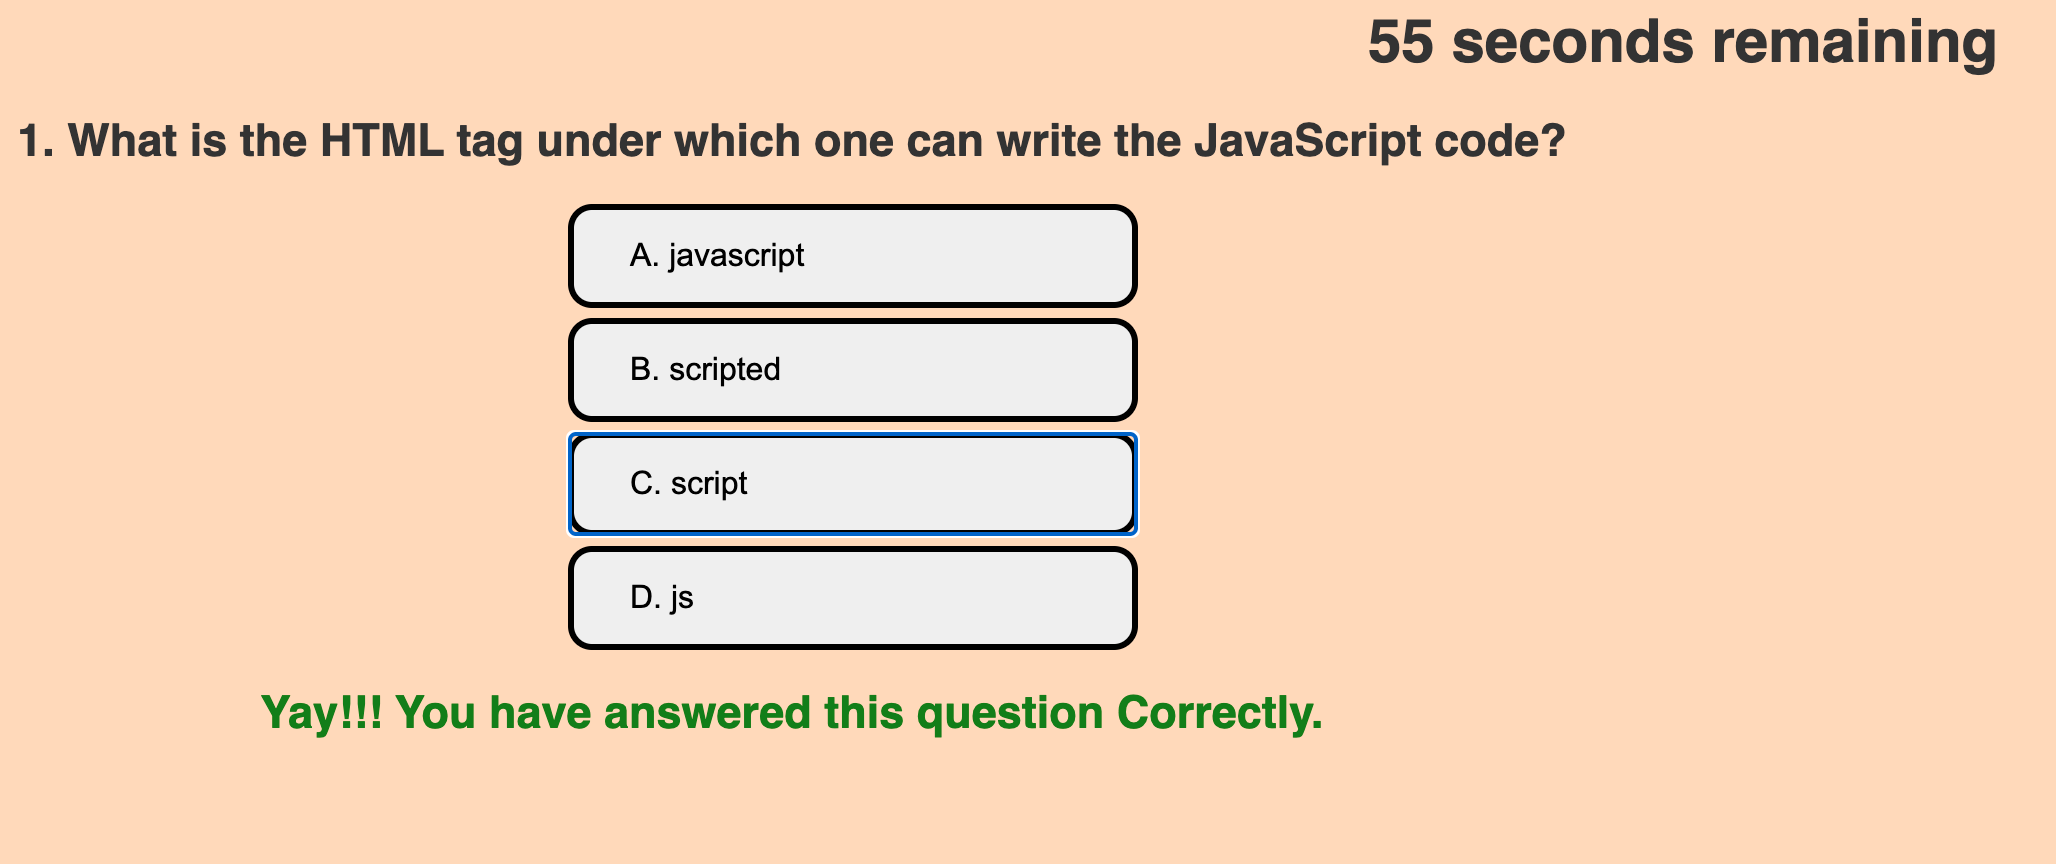 55 seconds remaining
1. What is the HTML tag under which one can write the JavaScript code?
A. javascript
B. scripted
C. script
D. js
Yay!!! You have answered this question Correctly.